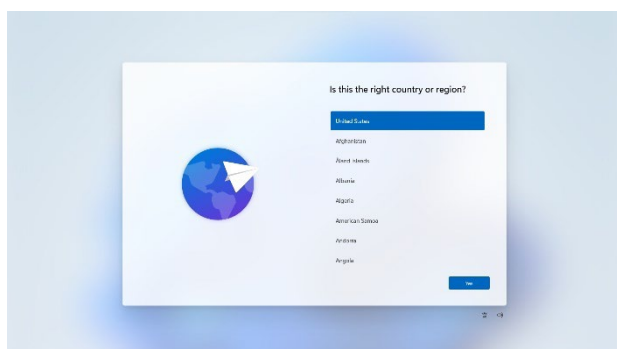 Is this the right country or region?
United States
Afghanistan
Åland Islands
Albania
Algeria
American Samoa
Andorra
Angola
Yes